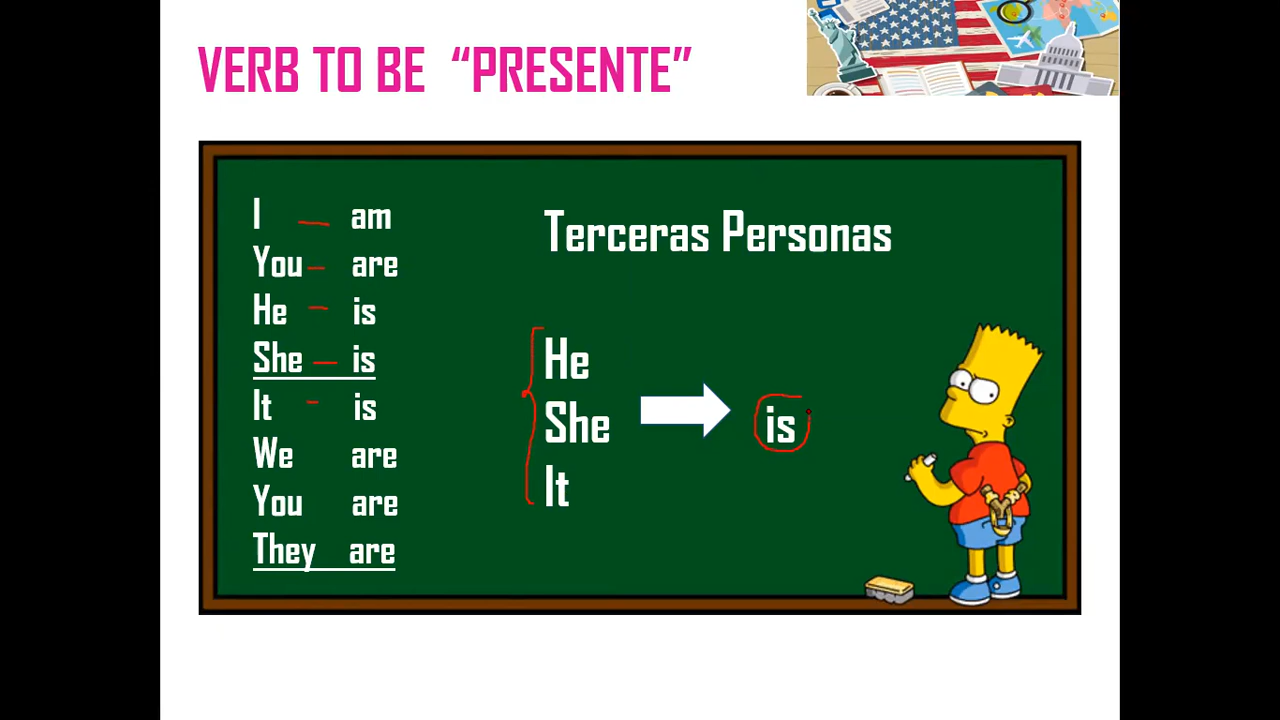 VERB TO BE “PRESENTE”
I am
You are
He is
She is
It is
We are
You are
They are
Terceras Personas
He
She
It
is